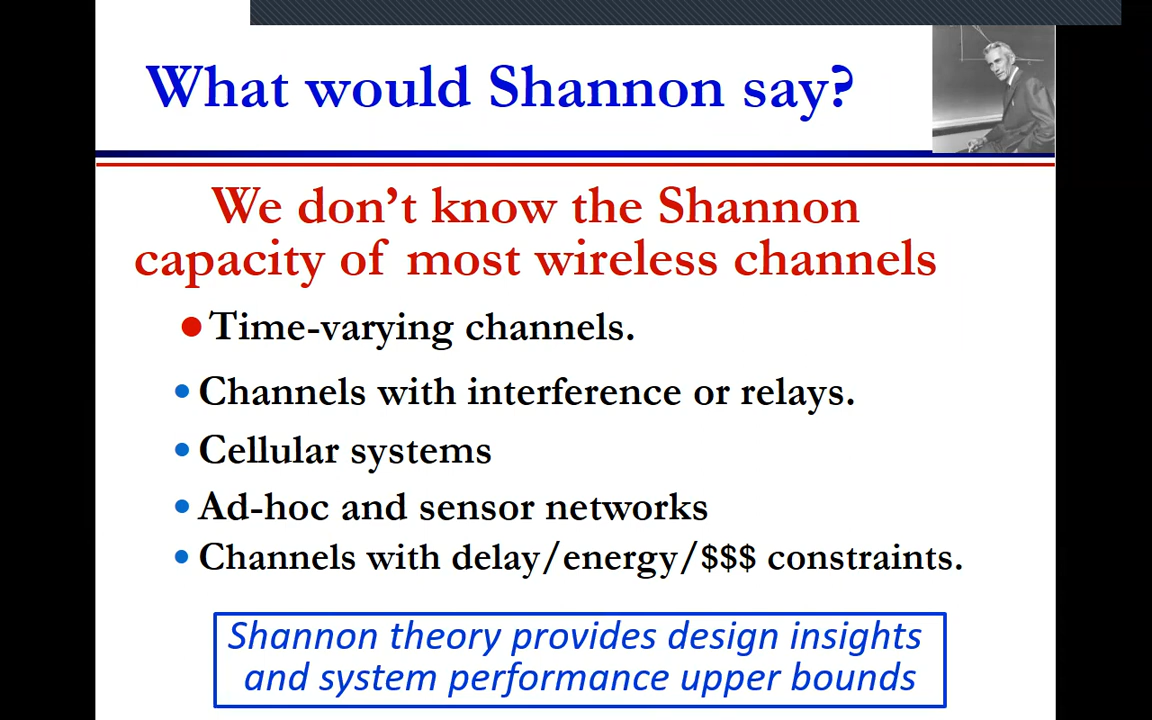 What would Shannon say?
We don’t know the Shannon
capacity of most wireless channels
● Time-varying channels.
• Channels with interference or relays.
• Cellular systems
• Ad-hoc and sensor networks
• Channels with delay/energy/$$$ constraints.
Shannon theory provides design insights
and system performance upper bounds